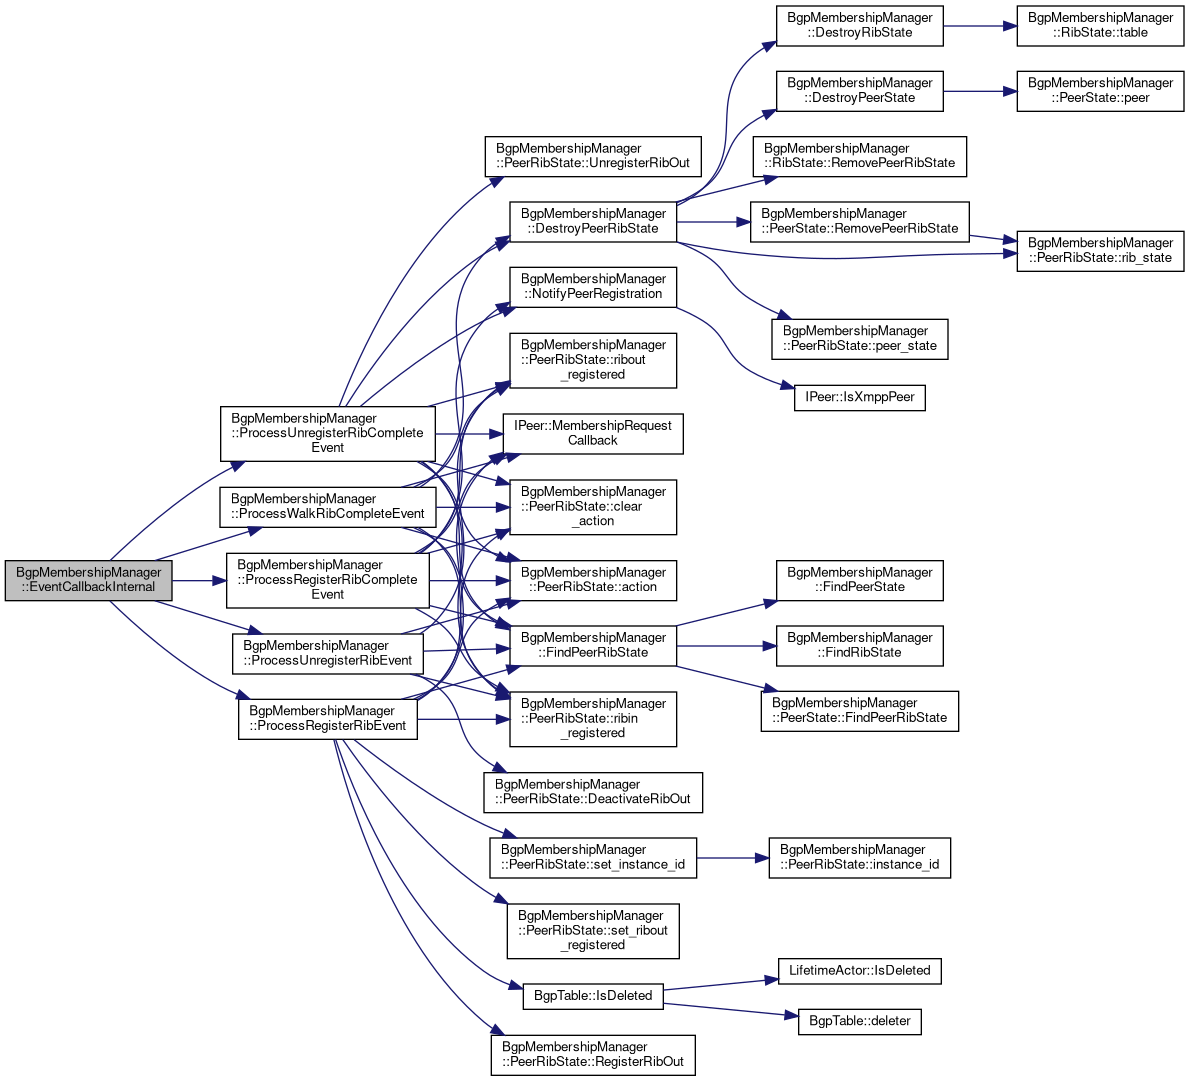 BgpMembershipManager
::EventCallbackInternal
BgpMembershipManager
::ProcessUnregisterRibComplete
Event
BgpMembershipManager
::ProcessWalkRibCompleteEvent
BgpMembershipManager
::ProcessRegisterRibComplete
Event
BgpMembershipManager
::ProcessUnregisterRibEvent
BgpMembershipManager
::ProcessRegisterRibEvent
BgpMembershipManager
::PeerRibState::UnregisterRibOut
BgpMembershipManager
::DestroyPeerRibState
BgpMembershipManager
::NotifyPeerRegistration
BgpMembershipManager
::PeerRibState::ribout
_registered
IPeer::MembershipRequest
Callback
BgpMembershipManager
::PeerRibState::clear
_action
BgpMembershipManager
::PeerRibState::action
BgpMembershipManager
::FindPeerRibState
BgpMembershipManager
::PeerRibState::ribin
_registered
BgpMembershipManager
::PeerRibState::DeactivateRibOut
BgpMembershipManager
::PeerRibState::set_instance_id
BgpMembershipManager
::PeerRibState::set_ribout
_registered
BgpTable::IsDeleted
BgpMembershipManager
::PeerRibState::RegisterRibOut
BgpMembershipManager
::DestroyRibState
BgpMembershipManager
::DestroyPeerState
BgpMembershipManager
::RibState::RemovePeerRibState
BgpMembershipManager
::PeerState::RemovePeerRibState
BgpMembershipManager
::PeerRibState::peer_state
IPeer::IsXmppPeer
BgpMembershipManager
::FindPeerState
BgpMembershipManager
::FindRibState
BgpMembershipManager
::PeerState::FindPeerRibState
BgpMembershipManager
::PeerRibState::instance_id
LifetimeActor::IsDeleted
BgpTable::deleter
BgpMembershipManager
::RibState::table
BgpMembershipManager
::PeerState::peer
BgpMembershipManager
::PeerRibState::rib_state